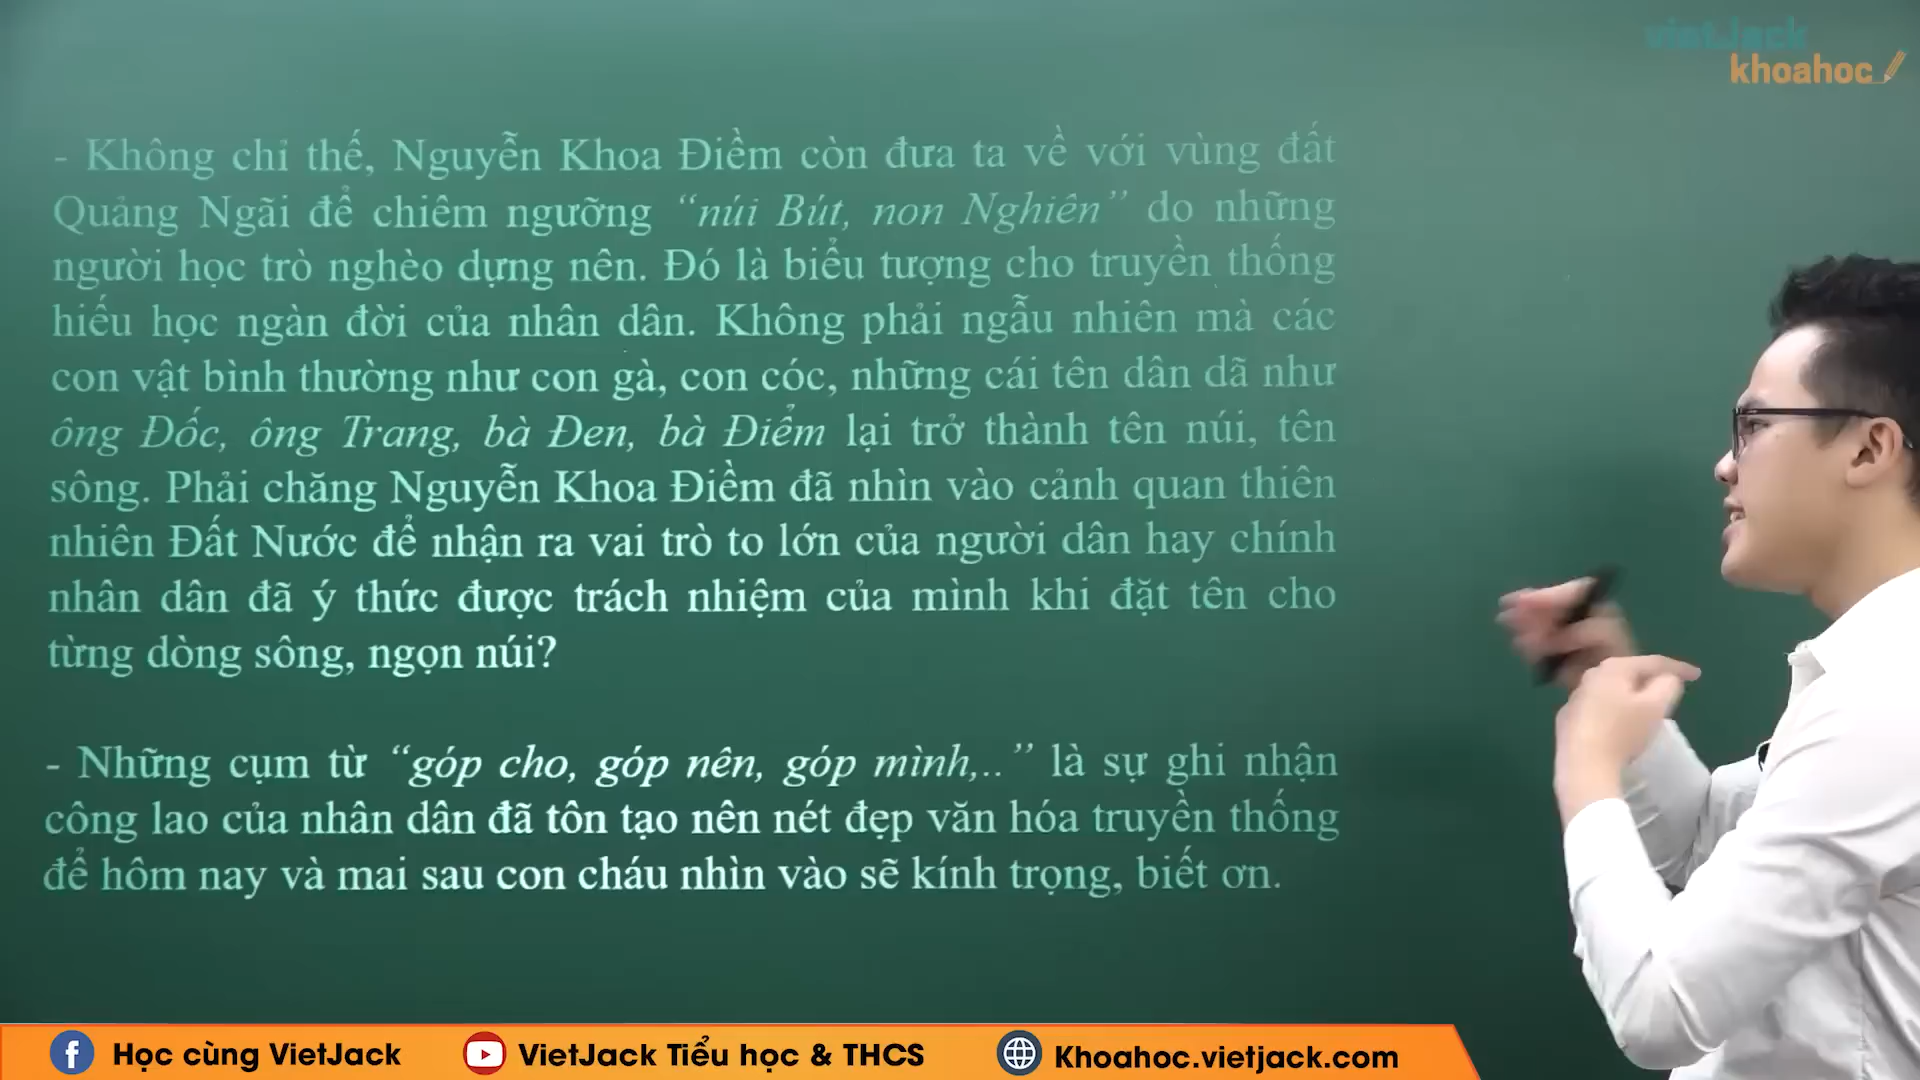 vietJack
khoahoc
- Không chỉ thế, Nguyễn Khoa Điềm còn đưa ta về với vùng đất
Quảng Ngãi để chiêm ngưỡng “núi Bút, non Nghiên” do những
người học trò nghèo dựng nên. Đó là biểu tượng cho truyền thống
hiếu học ngàn đời của nhân dân. Không phải ngẫu nhiên mà các
con vật bình thường như con gà, con cóc, những cái tên dân dã như
ông Đốc, ông Trang, bà Đen, bà Điểm lại trở thành tên núi, tên
sông. Phải chăng Nguyễn Khoa Điềm đã nhìn vào cảnh quan thiên
nhiên Đất Nước để nhận ra vai trò to lớn của người dân hay chính
nhân dân đã ý thức được trách nhiệm của mình khi đặt tên cho
từng dòng sông, ngọn núi?
- Những cụm từ “góp cho, góp nên, góp mình,..” là sự ghi nhận
công lao của nhân dân đã tôn tạo nên nét đẹp văn hóa truyền thống
để hôm nay và mai sau con cháu nhìn vào sẽ kính trọng, biết ơn.
Học cùng VietJack
VietJack Tiểu học & THCS
Khoahoc.vietjack.com